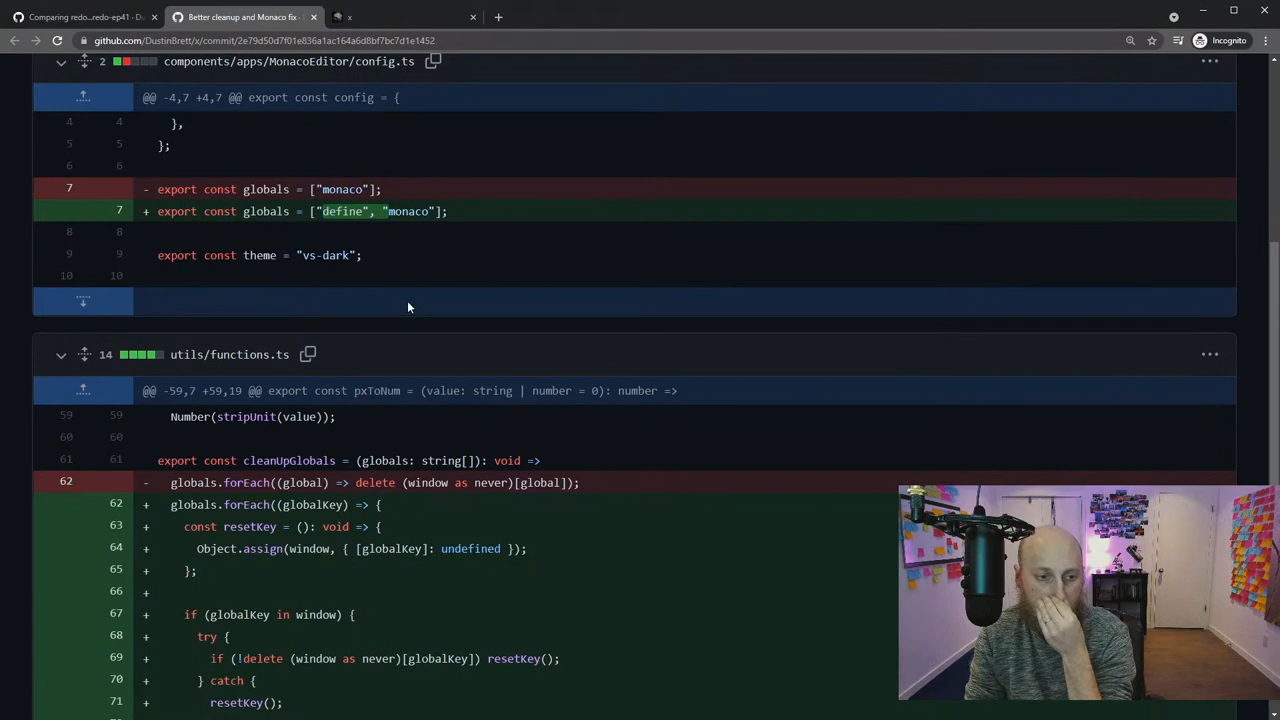 Comparing redo...redo-ep41 · Du
Better cleanup and Monaco fix ·
x
github.com/DustinBrett/x/commit/2e79d50d7f01e836a1ac164a6d8bf7bc7d1e1452
Incognito
2 components/apps/MonacoEditor/config.ts
@@ -4,7 +4,7 @@ export const config = {
4 4 },
5 5 };
6 6
7 - export const globals = ["monaco"];
7 + export const globals = ["define", "monaco"];
8 8
9 9 export const theme = "vs-dark";
10 10
14 utils/functions.ts
@@ -59,7 +59,19 @@ export const pxToNum = (value: string | number = 0): number =>
59 59 Number(stripUnit(value));
60 60
61 61 export const cleanUpGlobals = (globals: string[]): void =>
62 - globals.forEach((global) => delete (window as never)[global]);
62 + globals.forEach((globalKey) => {
63 + const resetKey = (): void => {
64 + Object.assign(window, { [globalKey]: undefined });
65 + };
66 +
67 + if (globalKey in window) {
68 + try {
69 + if (!delete (window as never)[globalKey]) resetKey();
70 + } catch {
71 + resetKey();